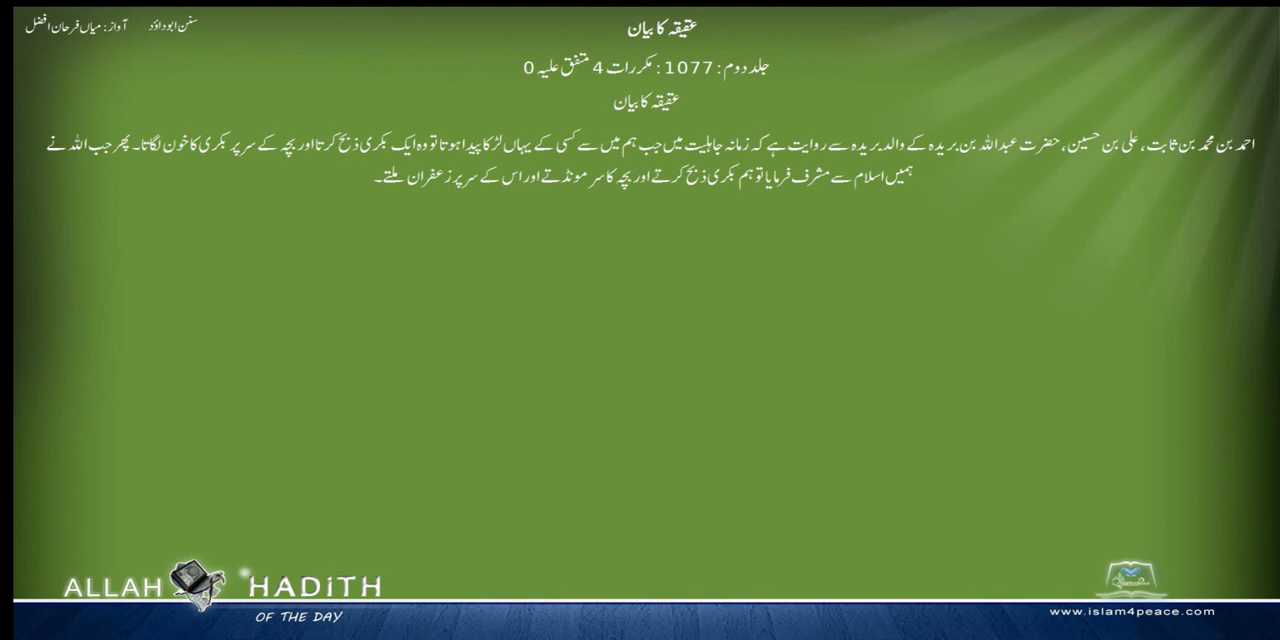 سنن ابوداؤد آواز: میاں فرحان افضل
عقیقہ کا بیان
جلد دوم : 1077 : مکررات 4 متفق علیہ 0
عقیقہ کا بیان
احمد بن محمد بن ثابت، علی بن حسین، حضرت عبداللہ بن بریدہ کے والد بریدہ سے روایت ہے کہ زمانہ جاہلیت میں جب ہم میں سے کسی کے یہاں لڑکا پیدا ہوتا تو وہ ایک بکری ذبح کرتا اور بچہ کے سر پر بکری کا خون لگاتا۔ پھر جب اللہ نے
ہمیں اسلام سے مشرف فرمایا تو ہم بکری ذبح کرتے اور بچہ کا سر مونڈتے اور اس کے سر پر زعفران ملتے۔
ALLAH HADiTH
OF THE DAY
www.islam4peace.com